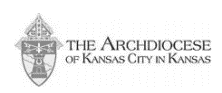 THE ARCHDIOCESE
OF KANSAS CITY IN KANSAS